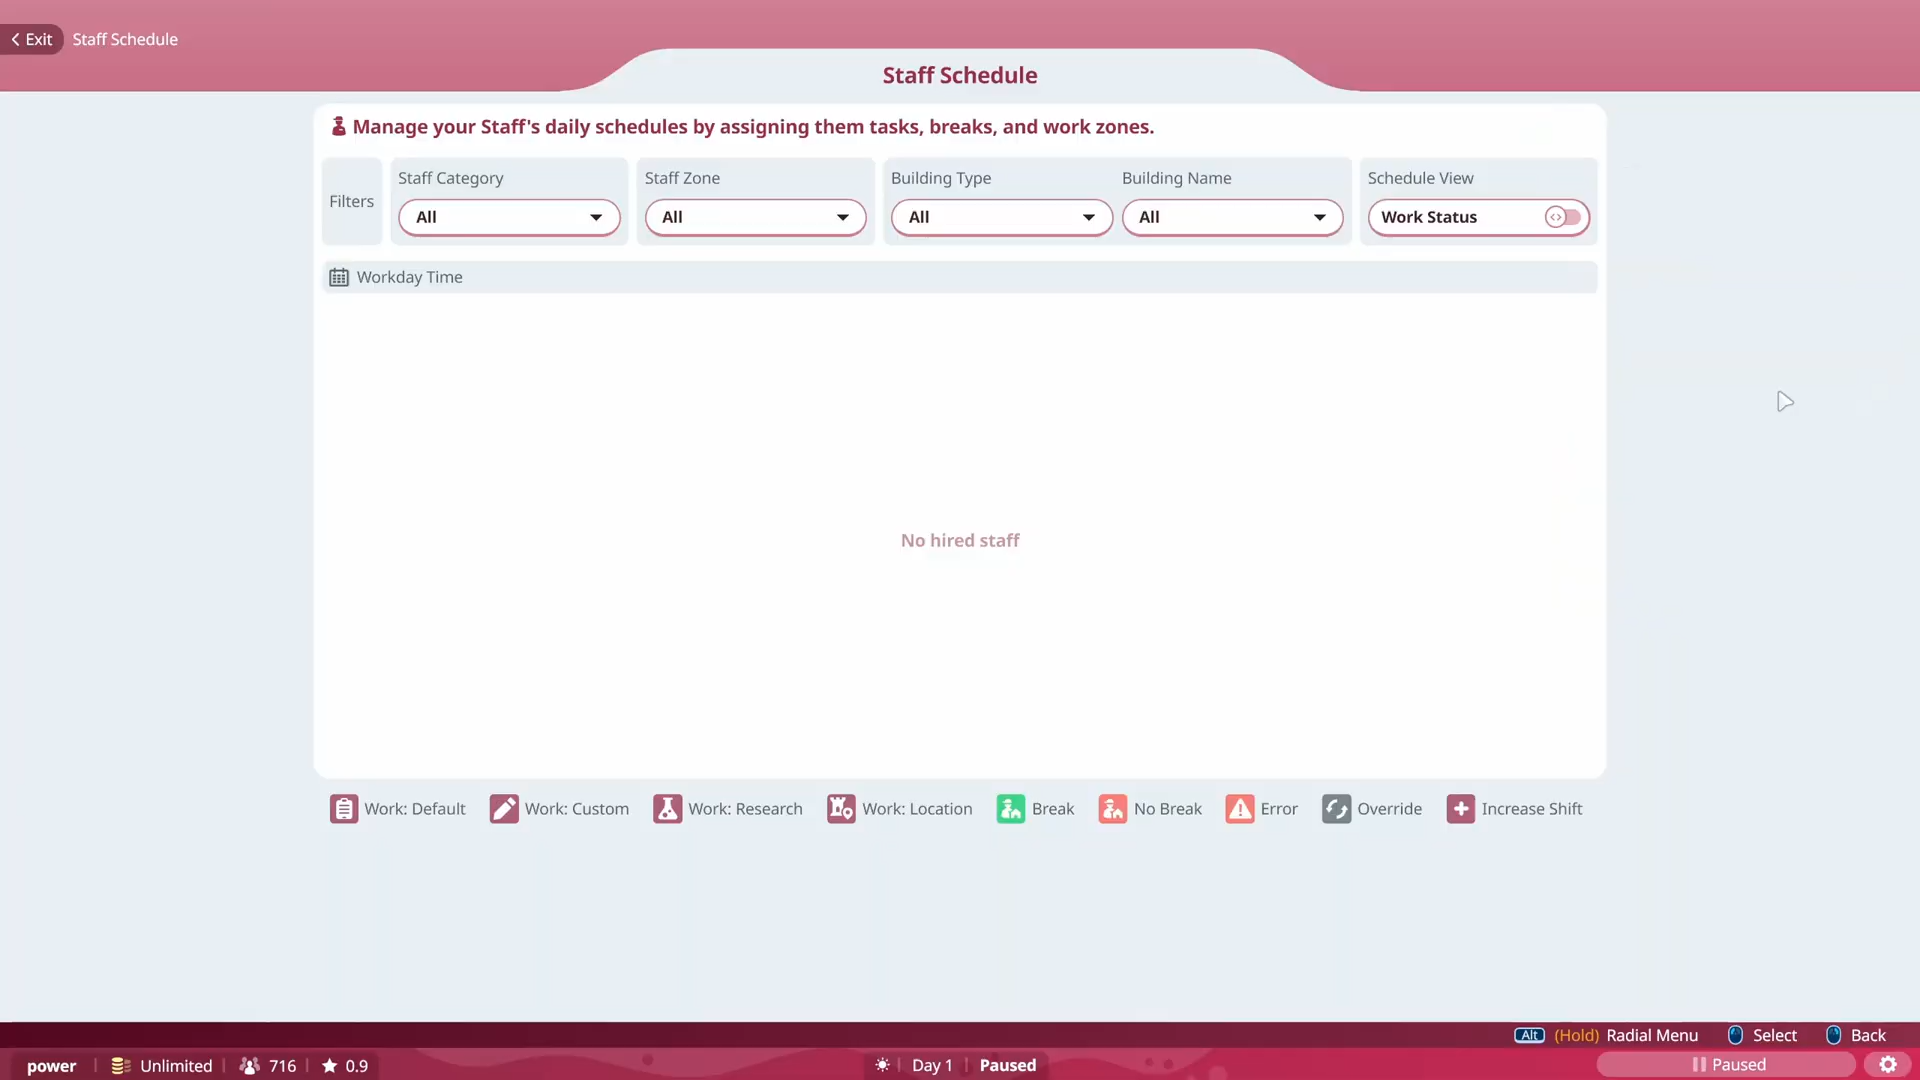 Exit Staff Schedule
Staff Schedule
Manage your Staff's daily schedules by assigning them tasks, breaks, and work zones.
Filters
Staff Category
All
Staff Zone
All
Building Type
All
Building Name
All
Schedule View
Work Status
Workday Time
No hired staff
Work: Default
Work: Custom
Work: Research
Work: Location
Break
No Break
Error
Override
Increase Shift
Alt (Hold) Radial Menu
Select
Back
power
Unlimited
716
0.9
Day 1
Paused
Paused